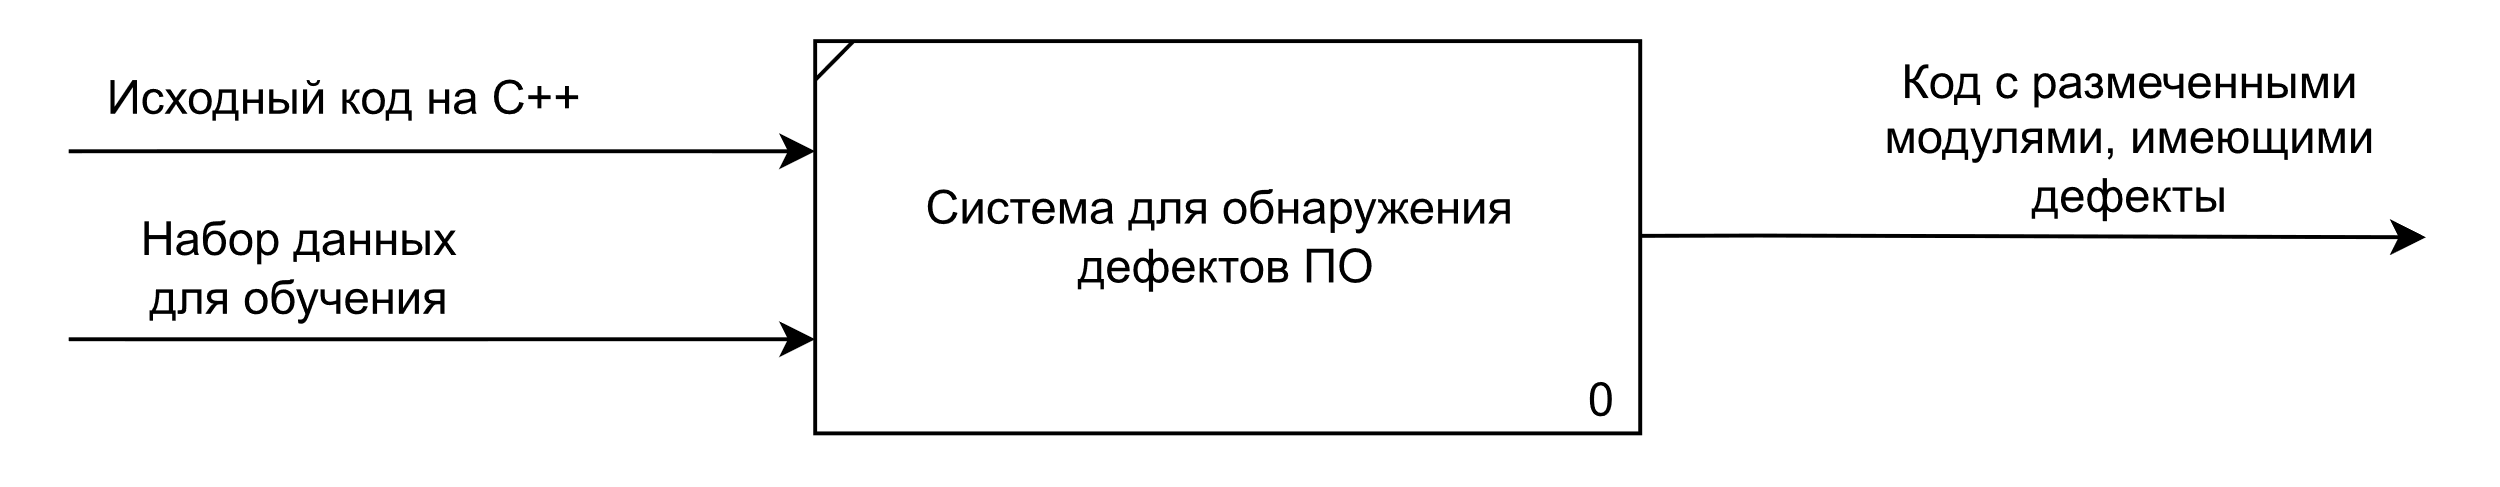 Исходный код на C++
Набор данных
для обучения
Система для обнаружения
дефектов ПО
0
Код с размеченными
модулями, имеющими
дефекты